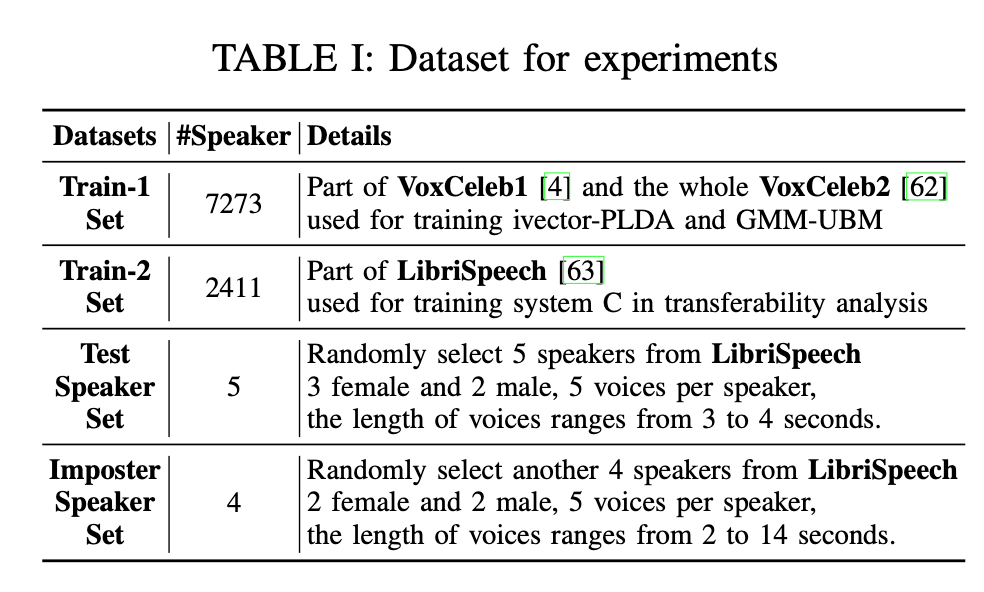 TABLE I: Dataset for experiments
Datasets #Speaker Details
Train-1 Set 7273 Part of VoxCeleb1 [4] and the whole VoxCeleb2 [62]
used for training ivector-PLDA and GMM-UBM
Train-2 Set 2411 Part of LibriSpeech [63]
used for training system C in transferability analysis
Test Speaker Set 5 Randomly select 5 speakers from LibriSpeech
3 female and 2 male, 5 voices per speaker,
the length of voices ranges from 3 to 4 seconds.
Imposter Speaker Set 4 Randomly select another 4 speakers from LibriSpeech
2 female and 2 male, 5 voices per speaker,
the length of voices ranges from 2 to 14 seconds.